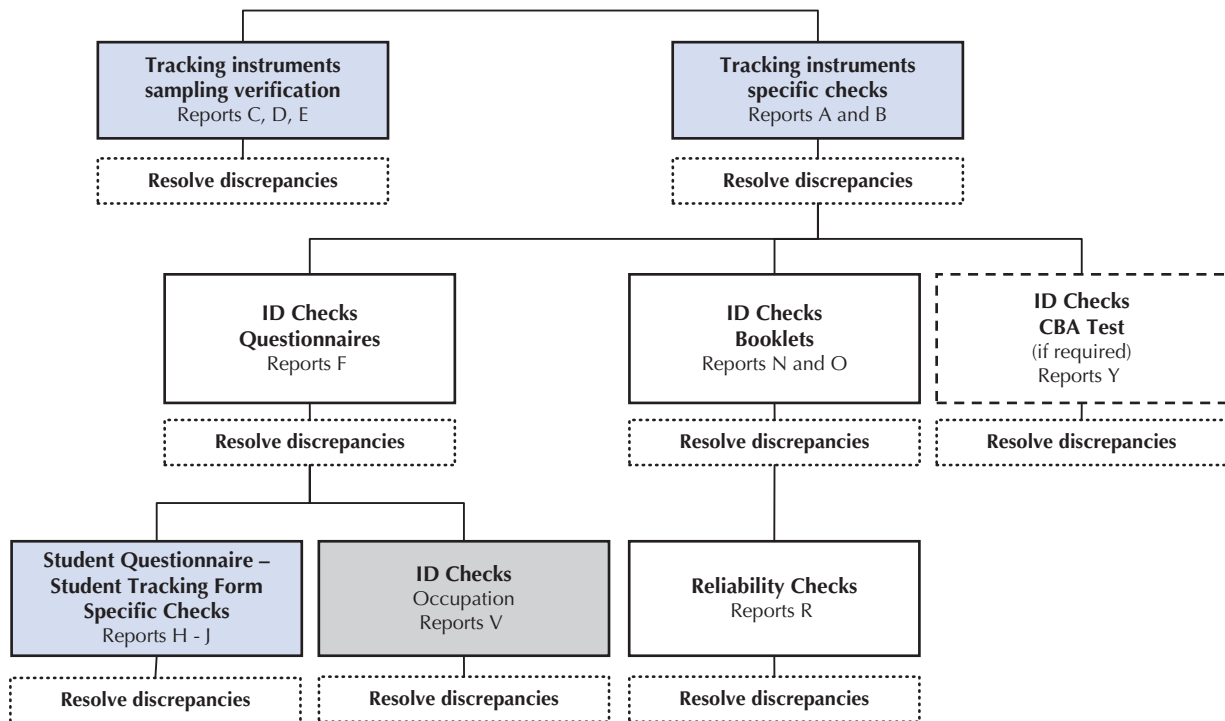 Tracking instruments
sampling verification
Reports C, D, E
Tracking instruments
specific checks
Reports A and B
Resolve discrepancies
Resolve discrepancies
ID Checks
Questionnaires
Reports F
ID Checks
Booklets
Reports N and O
ID Checks
CBA Test
(if required)
Reports Y
Resolve discrepancies
Resolve discrepancies
Resolve discrepancies
Student Questionnaire –
Student Tracking Form
Specific Checks
Reports H - J
ID Checks
Occupation
Reports V
Reliability Checks
Reports R
Resolve discrepancies
Resolve discrepancies
Resolve discrepancies